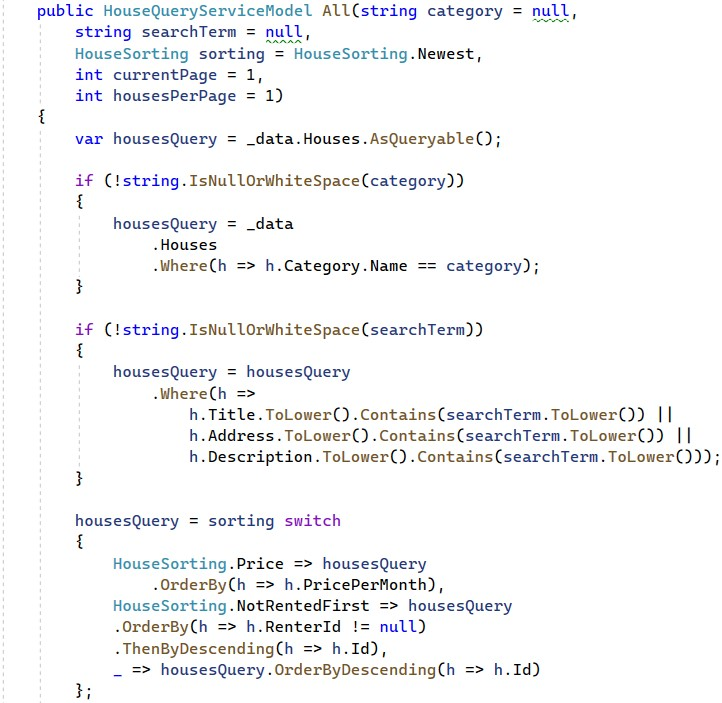 public HouseQueryServiceModel All(string category = null,
    string searchTerm = null,
    HouseSorting sorting = HouseSorting.Newest,
    int currentPage = 1,
    int housesPerPage = 1)
{
    var housesQuery = _data.Houses.AsQueryable();

    if (!string.IsNullOrWhiteSpace(category))
    {
        housesQuery = _data
            .Houses
            .Where(h => h.Category.Name == category);
    }

    if (!string.IsNullOrWhiteSpace(searchTerm))
    {
        housesQuery = housesQuery
            .Where(h =>
                h.Title.ToLower().Contains(searchTerm.ToLower()) ||
                h.Address.ToLower().Contains(searchTerm.ToLower()) ||
                h.Description.ToLower().Contains(searchTerm.ToLower()));
    }

    housesQuery = sorting switch
    {
        HouseSorting.Price => housesQuery
            .OrderBy(h => h.PricePerMonth),
        HouseSorting.NotRentedFirst => housesQuery
        .OrderBy(h => h.RenterId != null)
        .ThenByDescending(h => h.Id),
        _ => housesQuery.OrderByDescending(h => h.Id)
    };